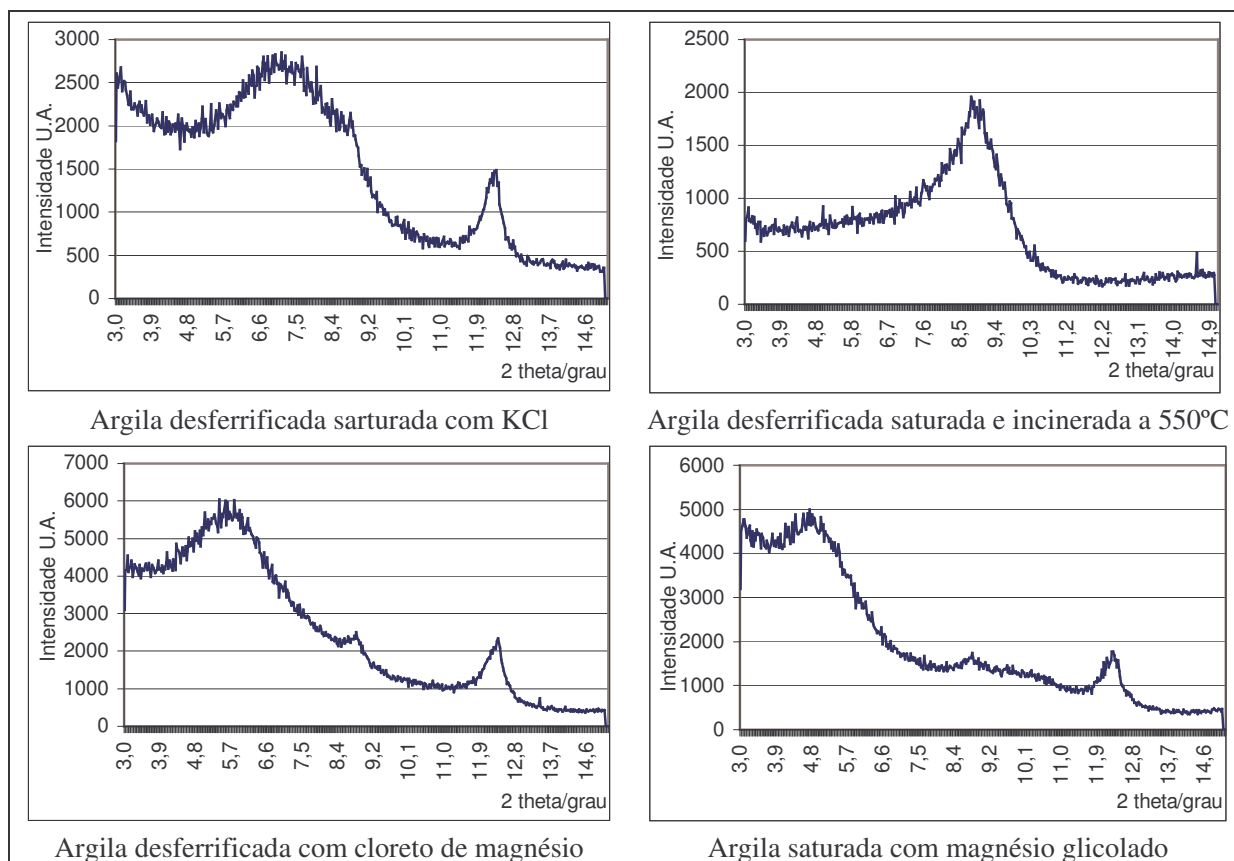 Intensidade U.A.
3000
2500
2000
1500
1000
500
0
3,0 3,9 4,8 5,7 6,6 7,5 8,4 9,2 10,1 11,0 11,9 12,8 13,7 14,6
2 theta/grau
Argila desferrificada sarturada com KCl
Intensidade U.A.
2500
2000
1500
1000
500
0
3,0 3,9 4,8 5,8 6,7 7,6 8,5 9,4 10,3 11,2 12,2 13,1 14,0 14,9
2 theta/grau
Argila desferrificada saturada e incinerada a 550ºC
Intensidade U.A.
7000
6000
5000
4000
3000
2000
1000
0
3,0 3,9 4,8 5,7 6,6 7,5 8,4 9,2 10,1 11,0 11,9 12,8 13,7 14,6
2 theta/grau
Argila desferrificada com cloreto de magnésio
Intensidade U.A.
6000
5000
4000
3000
2000
1000
0
3,0 3,9 4,8 5,7 6,6 7,5 8,4 9,2 10,1 11,0 11,9 12,8 13,7 14,6
2 theta/grau
Argila saturada com magnésio glicolado